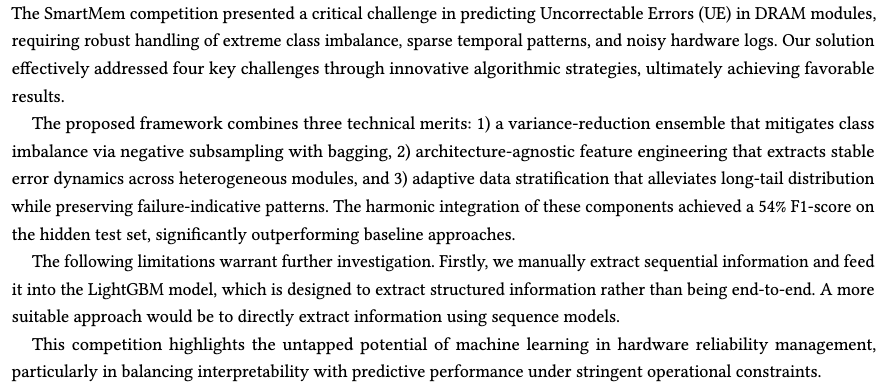 The SmartMem competition presented a critical challenge in predicting Uncorrectable Errors (UE) in DRAM modules,
requiring robust handling of extreme class imbalance, sparse temporal patterns, and noisy hardware logs. Our solution
effectively addressed four key challenges through innovative algorithmic strategies, ultimately achieving favorable
results.
The proposed framework combines three technical merits: 1) a variance-reduction ensemble that mitigates class
imbalance via negative subsampling with bagging, 2) architecture-agnostic feature engineering that extracts stable
error dynamics across heterogeneous modules, and 3) adaptive data stratification that alleviates long-tail distribution
while preserving failure-indicative patterns. The harmonic integration of these components achieved a 54% F1-score on
the hidden test set, significantly outperforming baseline approaches.
The following limitations warrant further investigation. Firstly, we manually extract sequential information and feed
it into the LightGBM model, which is designed to extract structured information rather than being end-to-end. A more
suitable approach would be to directly extract information using sequence models.
This competition highlights the untapped potential of machine learning in hardware reliability management,
particularly in balancing interpretability with predictive performance under stringent operational constraints.